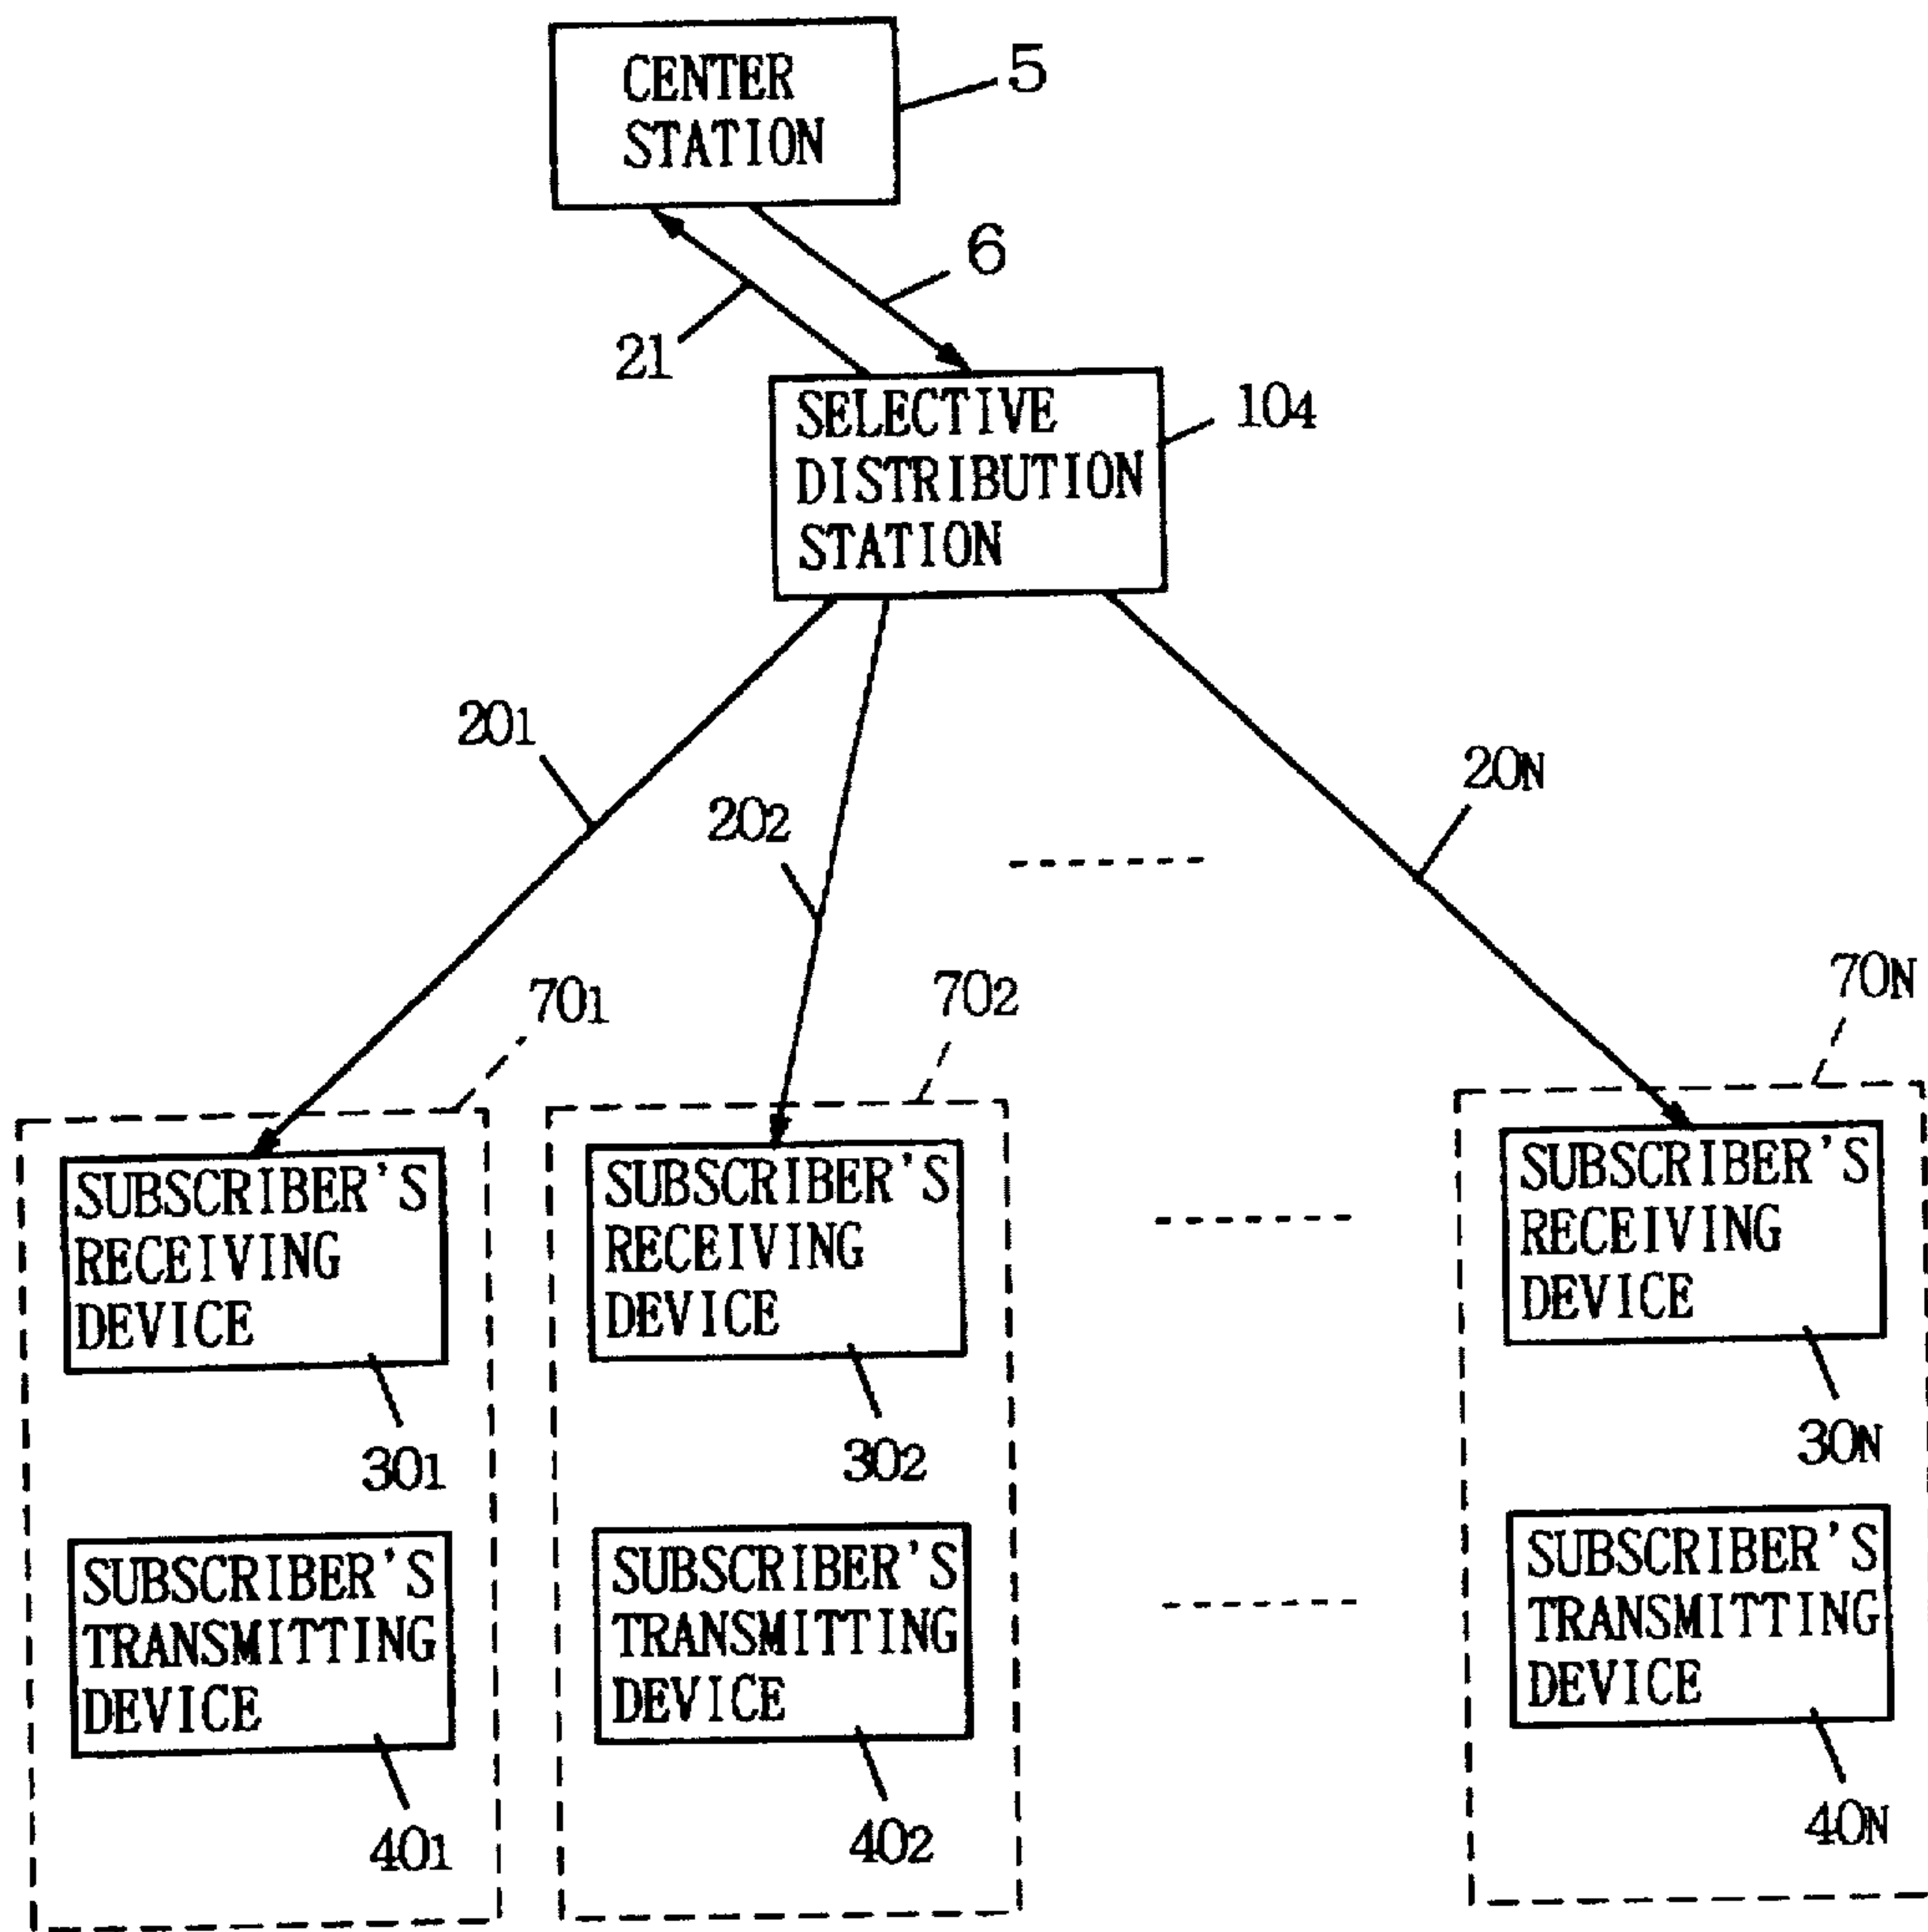 CENTER
STATION
5
6
21
SELECTIVE
DISTRIBUTION
STATION
104
201
202
20N
701
702
70N
SUBSCRIBER'S
RECEIVING
DEVICE
301
SUBSCRIBER'S
RECEIVING
DEVICE
302
SUBSCRIBER'S
RECEIVING
DEVICE
30N
SUBSCRIBER'S
TRANSMITTING
DEVICE
401
SUBSCRIBER'S
TRANSMITTING
DEVICE
402
SUBSCRIBER'S
TRANSMITTING
DEVICE
40N